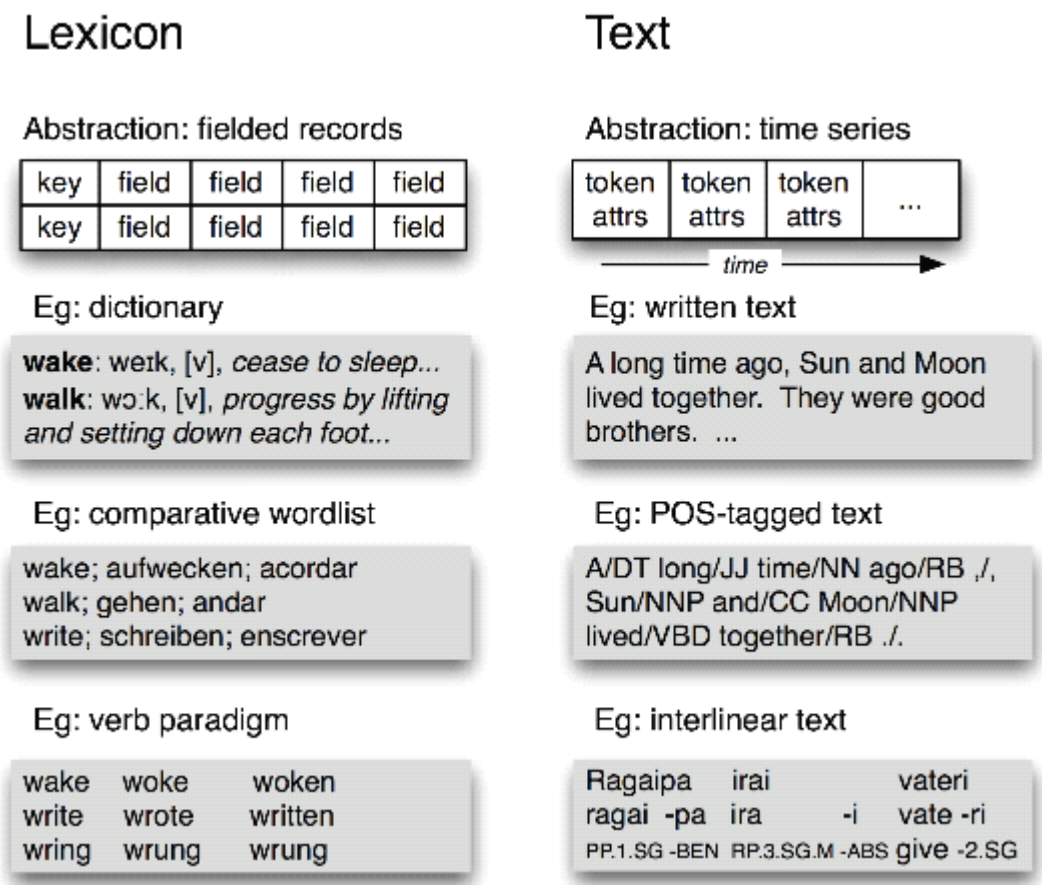 Lexicon
Abstraction: fielded records
key field field field field
key field field field field
Eg: dictionary
wake: weɪk, [v], cease to sleep...
walk: wɔːk, [v], progress by lifting
and setting down each foot...
Eg: comparative wordlist
wake; aufwecken; acordar
walk; gehen; andar
write; schreiben; enscrever
Eg: verb paradigm
wake woke woken
write wrote written
wring wrung wrung
Text
Abstraction: time series
token token token ...
attrs attrs attrs
time
Eg: written text
A long time ago, Sun and Moon
lived together. They were good
brothers. ...
Eg: POS-tagged text
A/DT long/JJ time/NN ago/RB ,/,
Sun/NNP and/CC Moon/NNP
lived/VBD together/RB ./.
Eg: interlinear text
Ragaipa irai vateri
ragai -pa ira -i vate -ri
PP.1.SG -BEN RP.3.SG.M -ABS give -2.SG